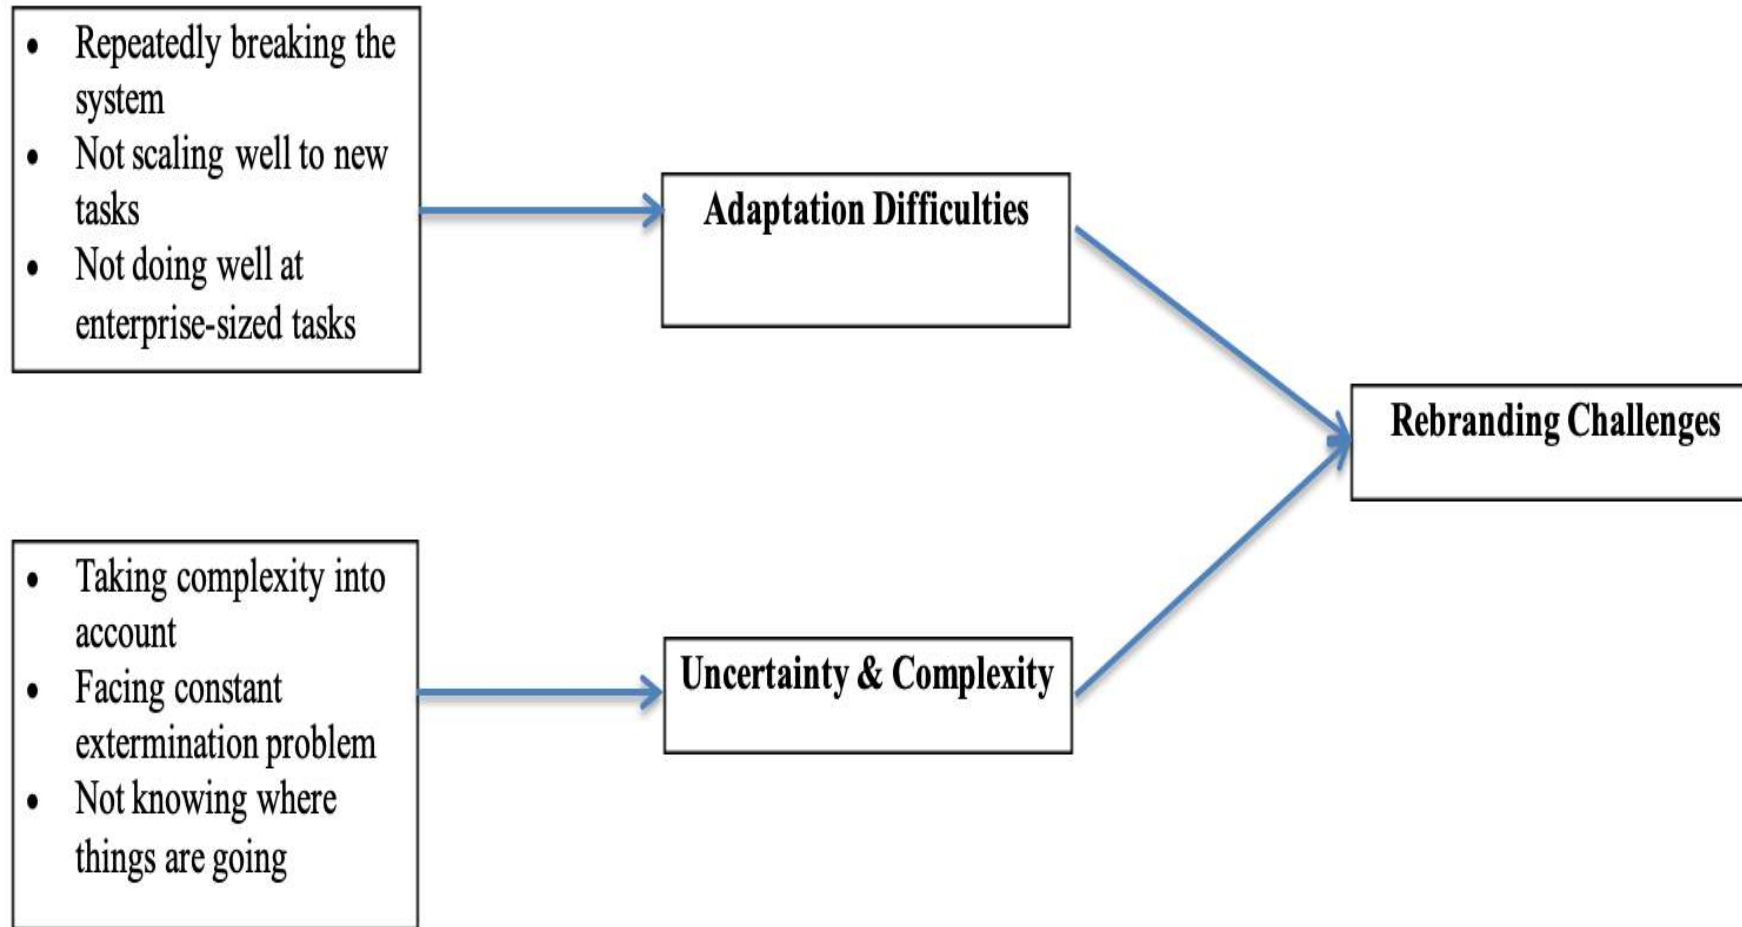 • Repeatedly breaking the
system
• Not scaling well to new
tasks
• Not doing well at
enterprise-sized tasks
Adaptation Difficulties
Rebranding Challenges
• Taking complexity into
account
• Facing constant
extermination problem
• Not knowing where
things are going
Uncertainty & Complexity